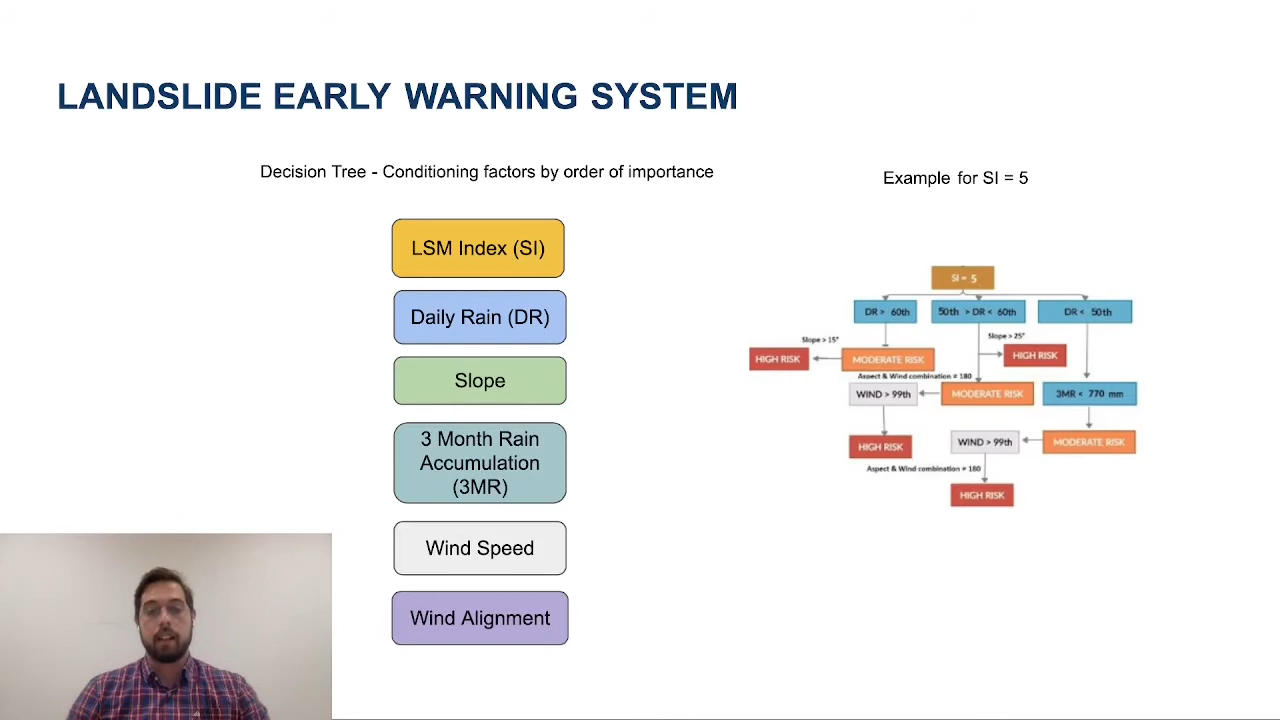 LANDSLIDE EARLY WARNING SYSTEM
Decision Tree - Conditioning factors by order of importance
LSM Index (SI)
Daily Rain (DR)
Slope
3 Month Rain
Accumulation
(3MR)
Wind Speed
Wind Alignment
Example for SI = 5
SI = 5
DR > 60th
50th > DR < 60th
DR < 50th
Slope > 15°
Slope > 25°
HIGH RISK
MODERATE RISK
HIGH RISK
Aspect & Wind combination ≠ 180
WIND > 99th
MODERATE RISK
3MR < 770 mm
HIGH RISK
WIND > 99th
MODERATE RISK
Aspect & Wind combination ≠ 180
HIGH RISK